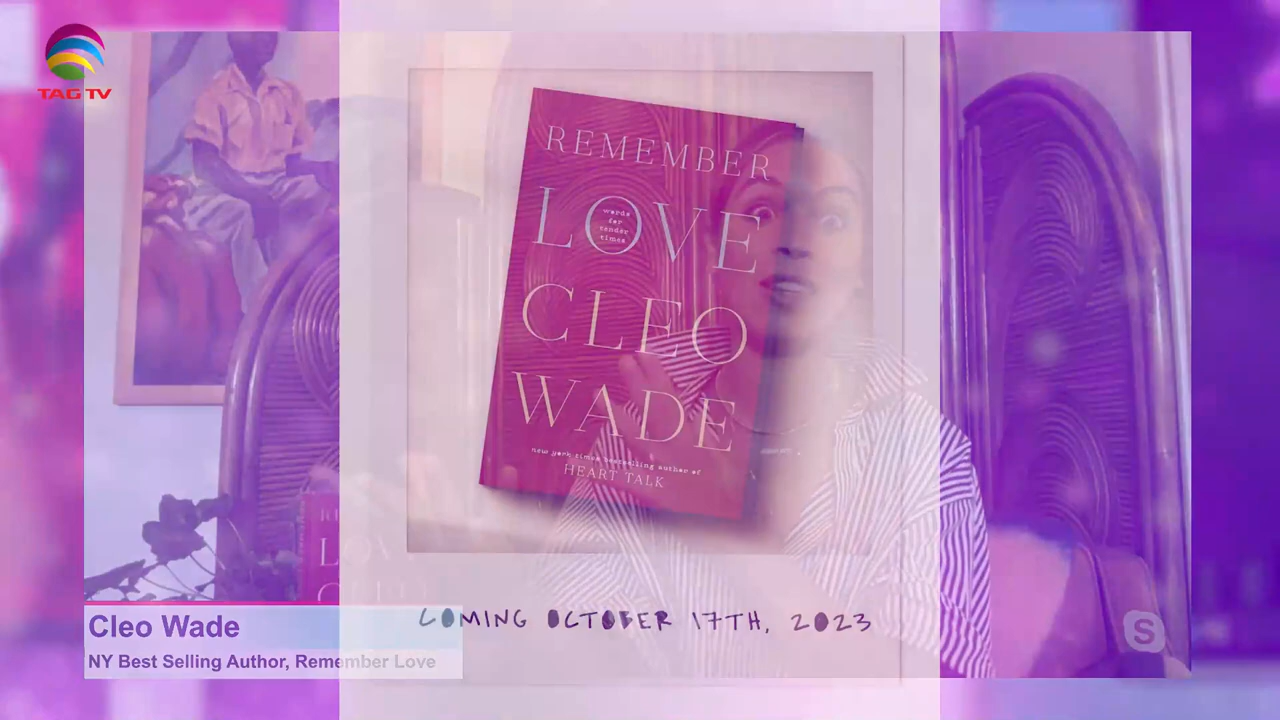 TAG TV
REMEMBER
LOVE
words
for
tender
times
CLEO
WADE
new york times bestselling author of
HEART TALK
COMING OCTOBER 17TH, 2023
Cleo Wade
NY Best Selling Author, Remember Love
S